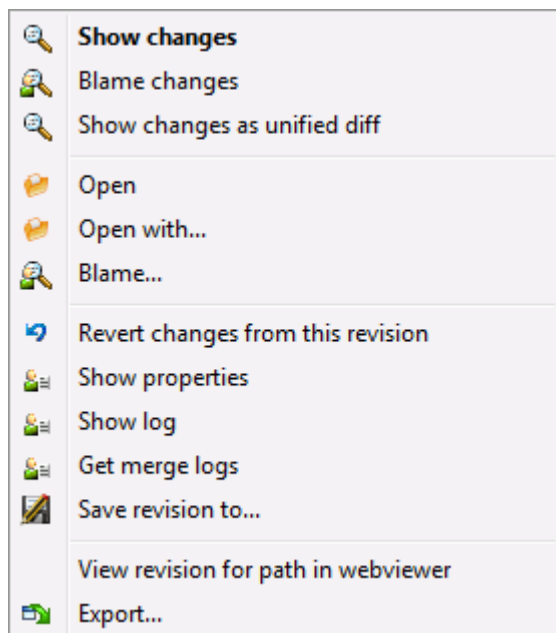 Show changes
Blame changes
Show changes as unified diff
Open
Open with...
Blame...
Revert changes from this revision
Show properties
Show log
Get merge logs
Save revision to...
View revision for path in webviewer
Export...